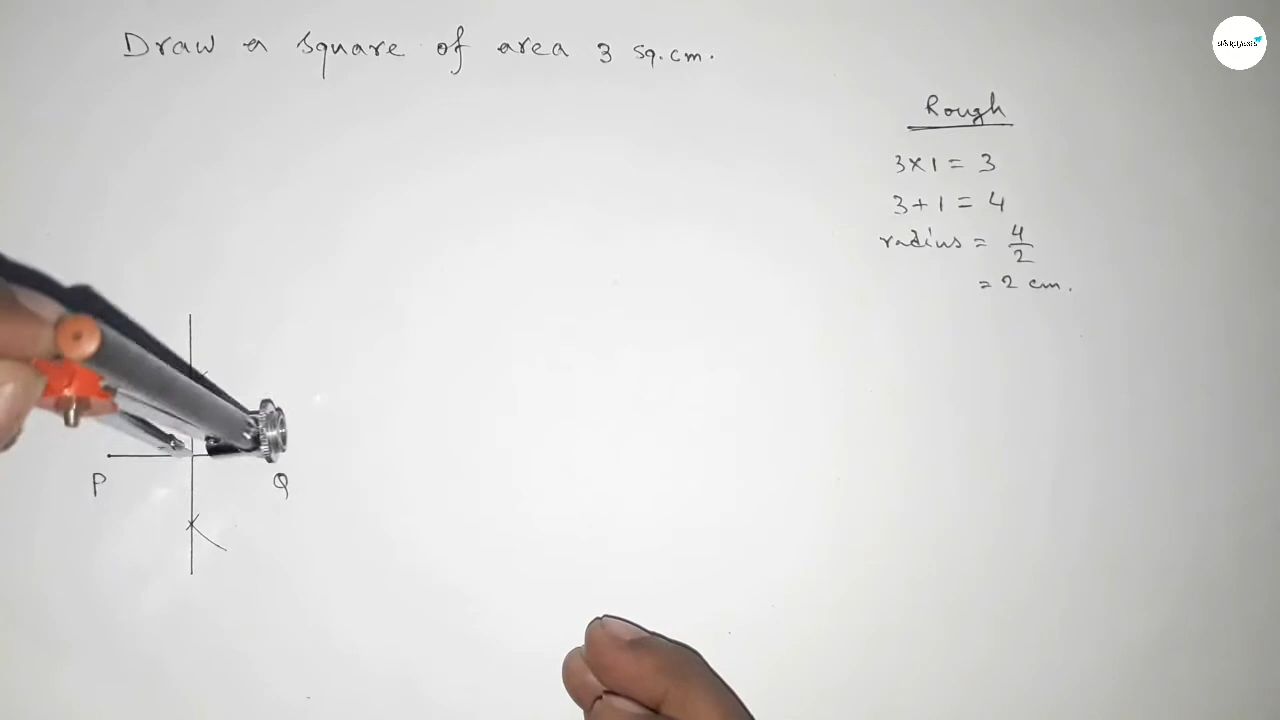 Draw a square of area 3 sq.cm.
Rough
3×1 = 3
3+1 = 4
radius = 4/2
= 2 cm.
P
Q